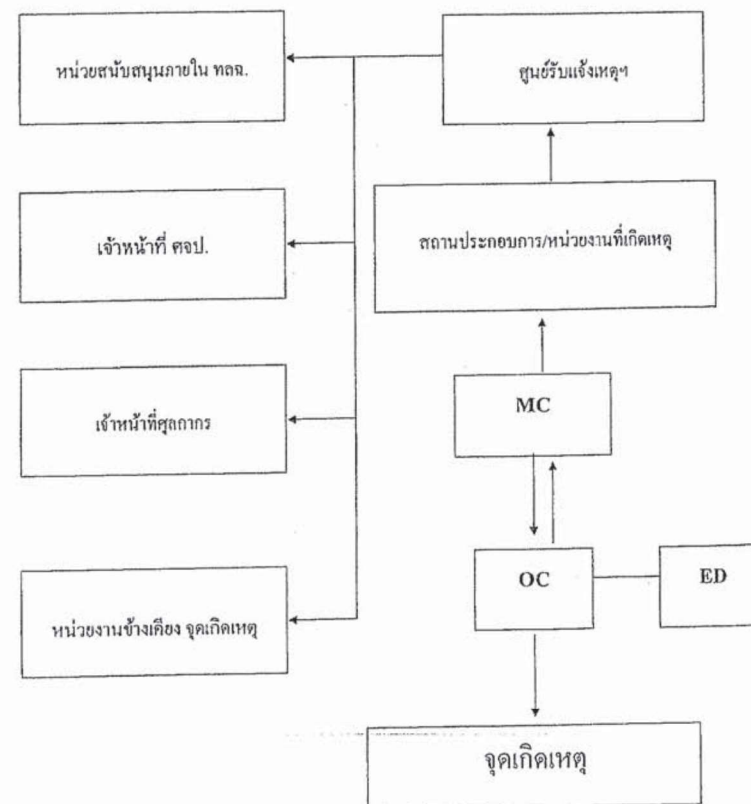 หน่วยสนับสนุนภายใน ทลฉ.
ศูนย์รับแจ้งเหตุฯ
เจ้าหน้าที่ ศจป.
สถานประกอบการ/หน่วยงานที่เกิดเหตุ
เจ้าหน้าที่ศุลกากร
MC
OC
ED
หน่วยงานข้างเคียง จุดเกิดเหตุ
จุดเกิดเหตุ